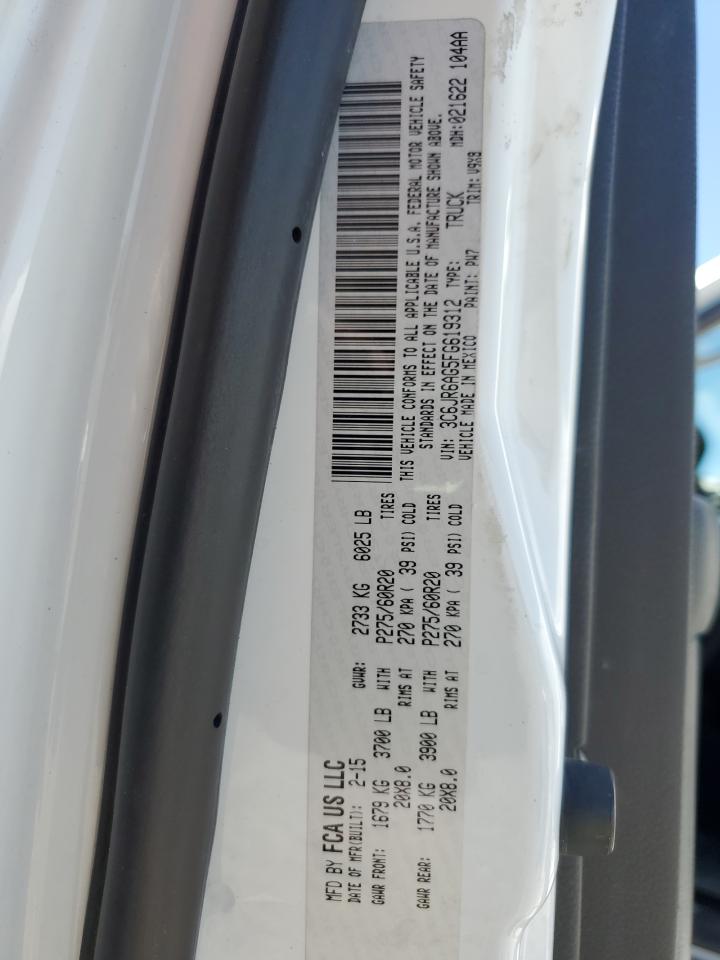 MFD BY FCA US LLC
DATE OF MFR(BUILT): 2-15 GVWR: 2733 KG 6025 LB
GAWR FRONT: 1679 KG 3700 LB WITH P275/60R20 TIRES
20X8.0 RIMS AT 270 KPA ( 39 PSI) COLD
GAWR REAR: 1770 KG 3900 LB WITH P275/60R20 TIRES
20X8.0 RIMS AT 270 KPA ( 39 PSI) COLD
THIS VEHICLE CONFORMS TO ALL APPLICABLE U.S.A. FEDERAL MOTOR VEHICLE SAFETY
STANDARDS IN EFFECT ON THE DATE OF MANUFACTURE SHOWN ABOVE.
VIN: 3C6JR6AG5FG619312 TYPE: TRUCK MDH:021622 104AA
VEHICLE MADE IN MEXICO PAINT: PW7 TRIM: V9X8